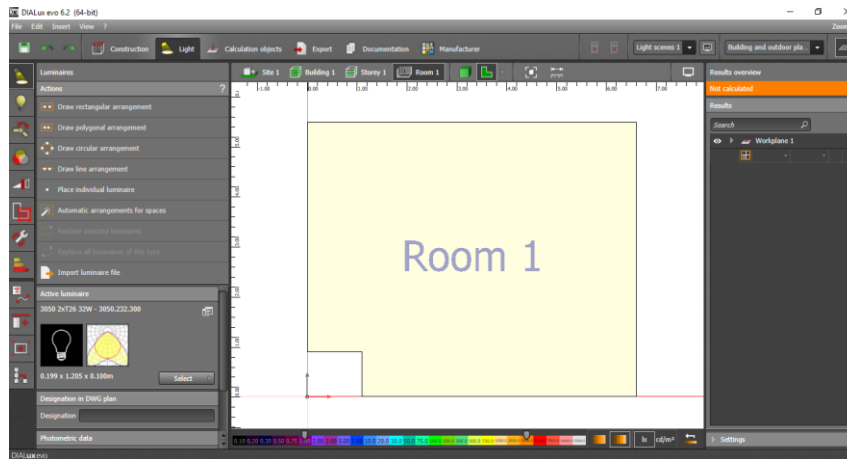 DIALux evo 6.2 (64-bit)
File Edit Insert View ?
Zoom
Construction Light Calculation objects Export Documentation Manufacturer Light scenes 1 Building and outdoor pla...
Luminaires
Site 1 Building 1 Storey 1 Room 1
Results overview
Actions ?
Not calculated
Draw rectangular arrangement
Results
Draw polygonal arrangement
Search
Draw circular arrangement
Workplane 1
Draw line arrangement
Place individual luminaire
Automatic arrangements for spaces
Replace selected luminaires
Replace all luminaires of this type
Import luminaire file
Room 1
Active luminaire
3050 2xT26 32W - 3050.232.300
0.199 x 1.205 x 0.100m
Select
Designation in DWG plan
Designation
Photometric data
lx cd/m²
Settings
DIALux evo